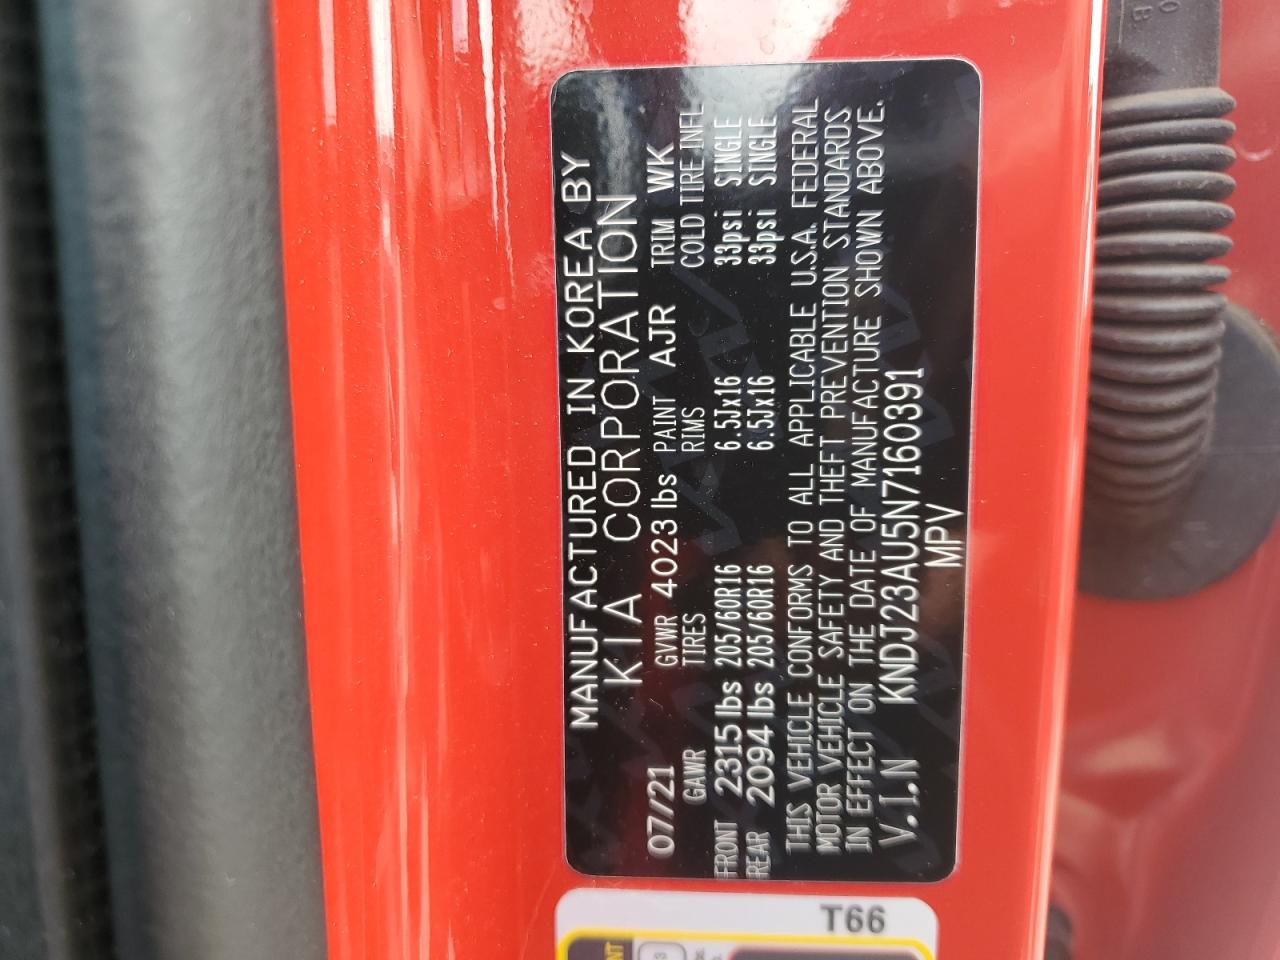 MANUFACTURED IN KOREA BY
KIA CORPORATION
07/21 GVWR 4023 lbs PAINT AJR TRIM WK
GAWR TIRES RIMS COLD TIRE INFL
FRONT 2315 lbs 205/60R16 6.5Jx16 33psi SINGLE
REAR 2094 lbs 205/60R16 6.5Jx16 33psi SINGLE
THIS VEHICLE CONFORMS TO ALL APPLICABLE U.S.A. FEDERAL
MOTOR VEHICLE SAFETY AND THEFT PREVENTION STANDARDS
IN EFFECT ON THE DATE OF MANUFACTURE SHOWN ABOVE.
V.I.N KNDJ23AU5N7160391
MPV
T66